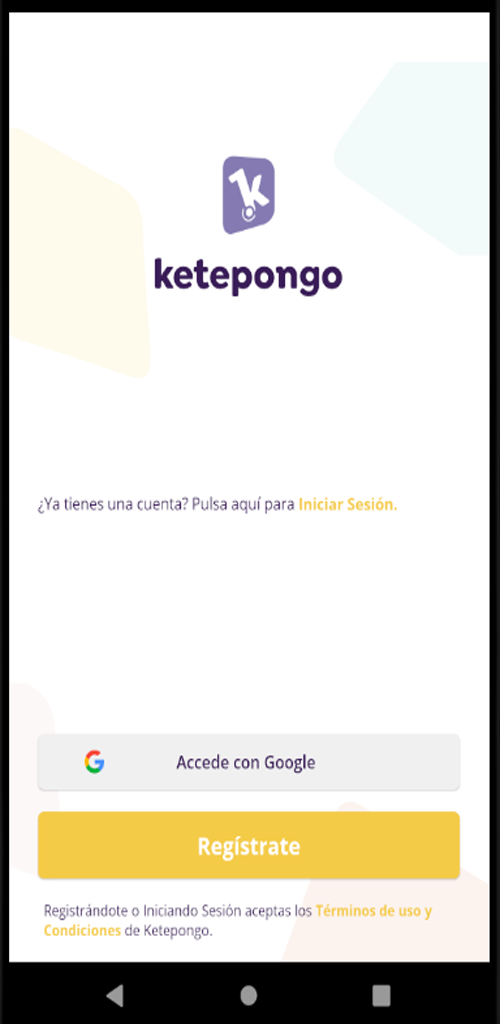 ketepongo
¿Ya tienes una cuenta? Pulsa aquí para Iniciar Sesión.
Accede con Google
Regístrate
Registrándote o Iniciando Sesión aceptas los Términos de uso y
Condiciones de Ketepongo.